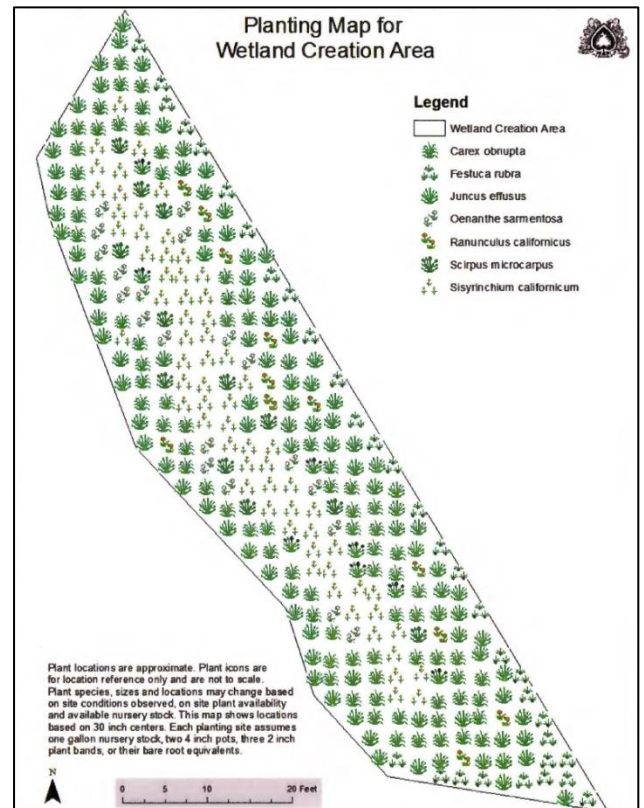 Planting Map for
Wetland Creation Area
Legend
Wetland Creation Area
Carex obnupta
Festuca rubra
Juncus effusus
Oenanthe sarmentosa
Ranunculus californicus
Scirpus microcarpus
Sisyrinchium californicum
Plant locations are approximate. Plant icons are
for location reference only and are not to scale.
Plant species, sizes and locations may change based
on site conditions observed, on site plant availability
and available nursery stock. This map shows locations
based on 30 inch centers. Each planting site assumes
one gallon nursery stock, two 4 inch pots, three 2 inch
plant bands, or their bare root equivalents.
N
0 5 10 20 Feet